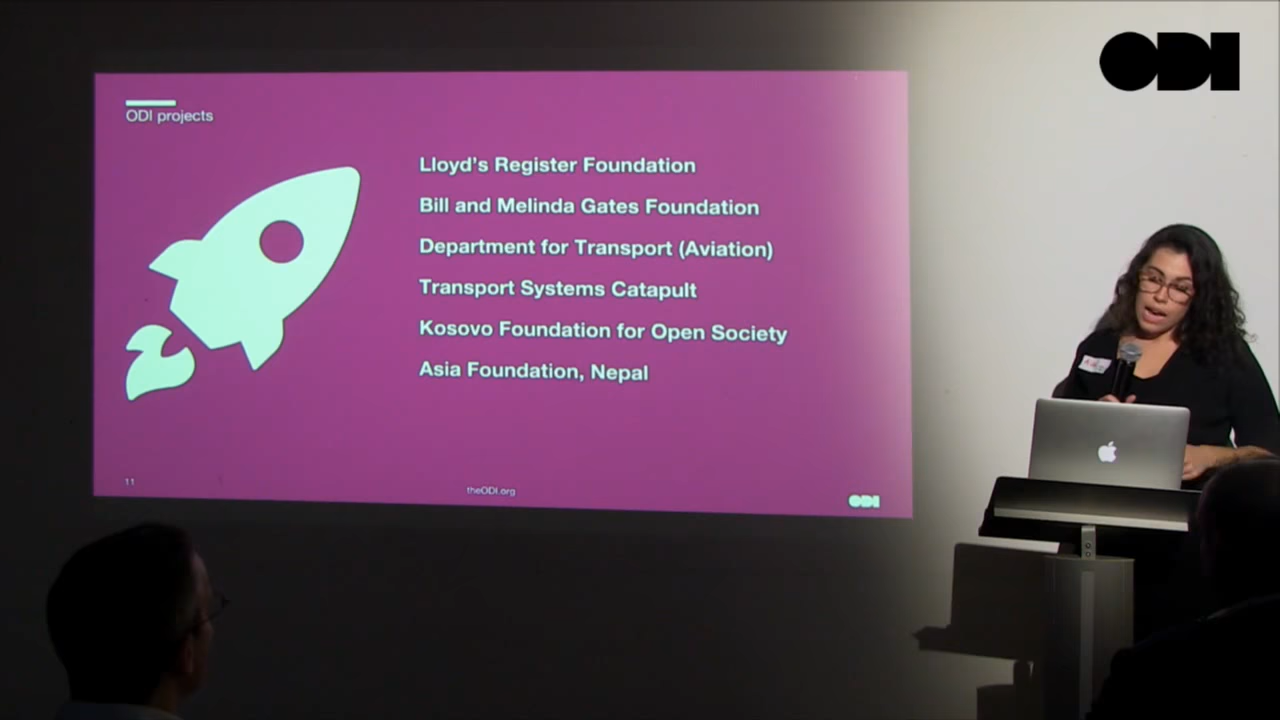 ODI
ODI projects
Lloyd's Register Foundation
Bill and Melinda Gates Foundation
Department for Transport (Aviation)
Transport Systems Catapult
Kosovo Foundation for Open Society
Asia Foundation, Nepal
11
theODI.org
ODI